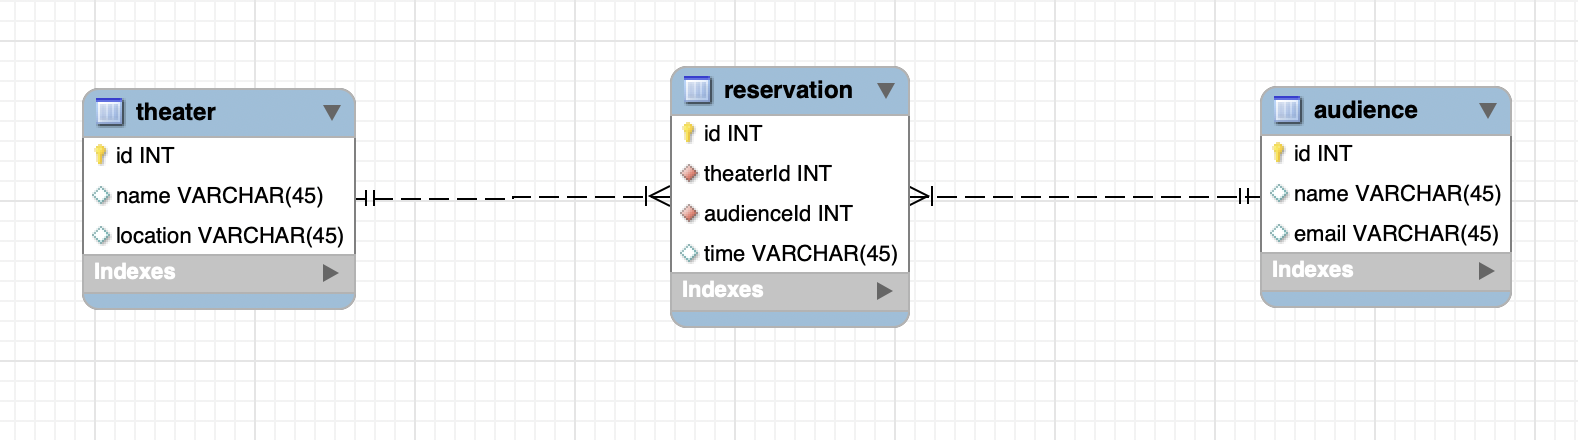 theater
id INT
name VARCHAR(45)
location VARCHAR(45)
Indexes
reservation
id INT
theaterId INT
audienceId INT
time VARCHAR(45)
Indexes
audience
id INT
name VARCHAR(45)
email VARCHAR(45)
Indexes